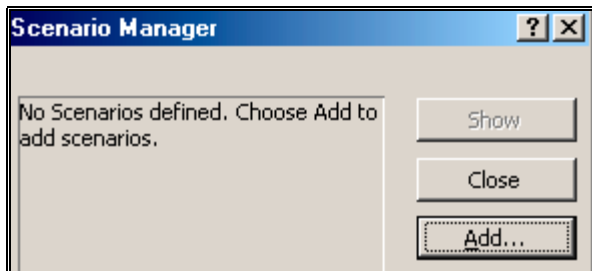 Scenario Manager
No Scenarios defined. Choose Add to
add scenarios.
Show
Close
Add...